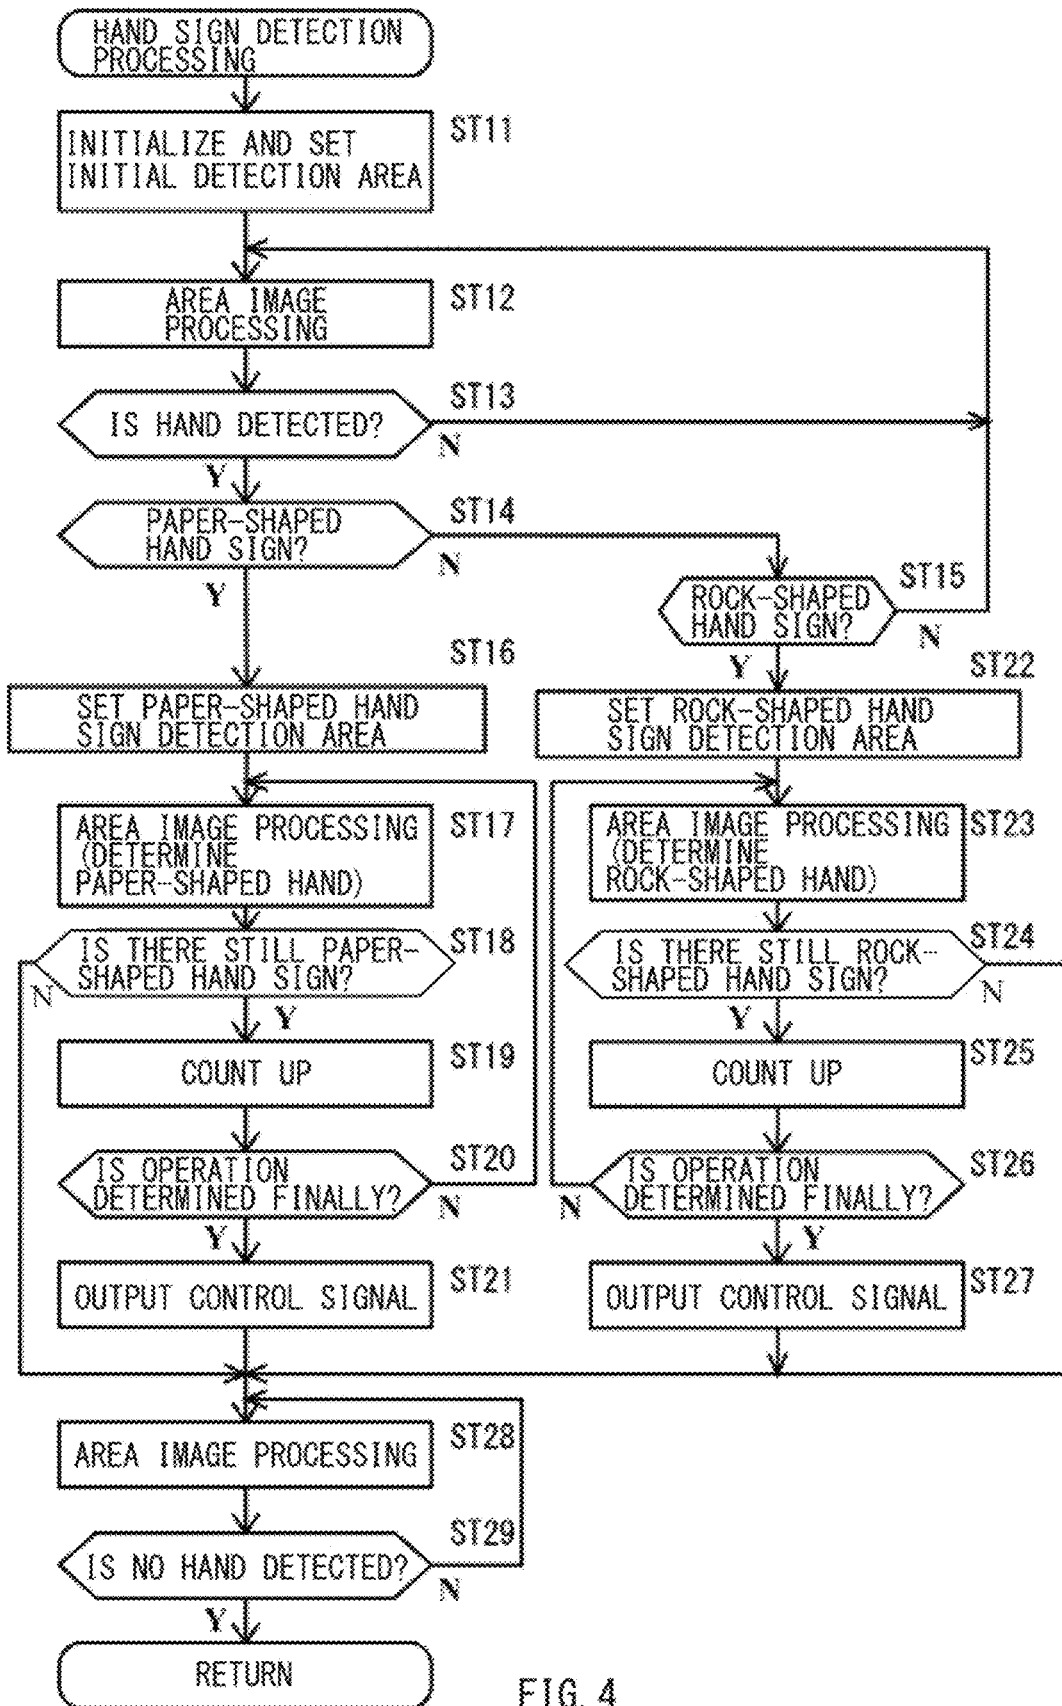 HAND SIGN DETECTION
PROCESSING
ST11
INITIALIZE AND SET
INITIAL DETECTION AREA
ST12
AREA IMAGE
PROCESSING
ST13
IS HAND DETECTED?
N
Y
ST14
PAPER-SHAPED
HAND SIGN?
N
Y
ST15
ROCK-SHAPED
HAND SIGN?
N
Y
ST16
SET PAPER-SHAPED HAND
SIGN DETECTION AREA
ST22
SET ROCK-SHAPED HAND
SIGN DETECTION AREA
ST17
AREA IMAGE PROCESSING
(DETERMINE
PAPER-SHAPED HAND)
ST23
AREA IMAGE PROCESSING
(DETERMINE
ROCK-SHAPED HAND)
ST18
IS THERE STILL PAPER-
SHAPED HAND SIGN?
N
Y
ST24
IS THERE STILL ROCK-
SHAPED HAND SIGN?
N
Y
ST19
COUNT UP
ST25
COUNT UP
ST20
IS OPERATION
DETERMINED FINALLY?
N
Y
ST26
IS OPERATION
DETERMINED FINALLY?
N
Y
ST21
OUTPUT CONTROL SIGNAL
ST27
OUTPUT CONTROL SIGNAL
ST28
AREA IMAGE PROCESSING
ST29
IS NO HAND DETECTED?
N
Y
RETURN
FIG. 4